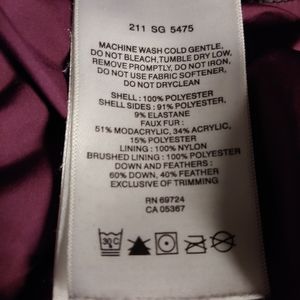 211 SG 5475
MACHINE WASH COLD GENTLE,
DO NOT BLEACH,TUMBLE DRY LOW,
REMOVE PROMPTLY, DO NOT IRON,
DO NOT USE FABRIC SOFTENER,
DO NOT DRYCLEAN
SHELL : 100% POLYESTER
SHELL SIDES : 91% POLYESTER,
9% ELASTANE
FAUX FUR :
51% MODACRYLIC, 34% ACRYLIC,
15% POLYESTER
LINING : 100% NYLON
BRUSHED LINING : 100% POLYESTER
DOWN AND FEATHERS :
60% DOWN, 40% FEATHER
EXCLUSIVE OF TRIMMING
RN 69724
CA 05367
30°C